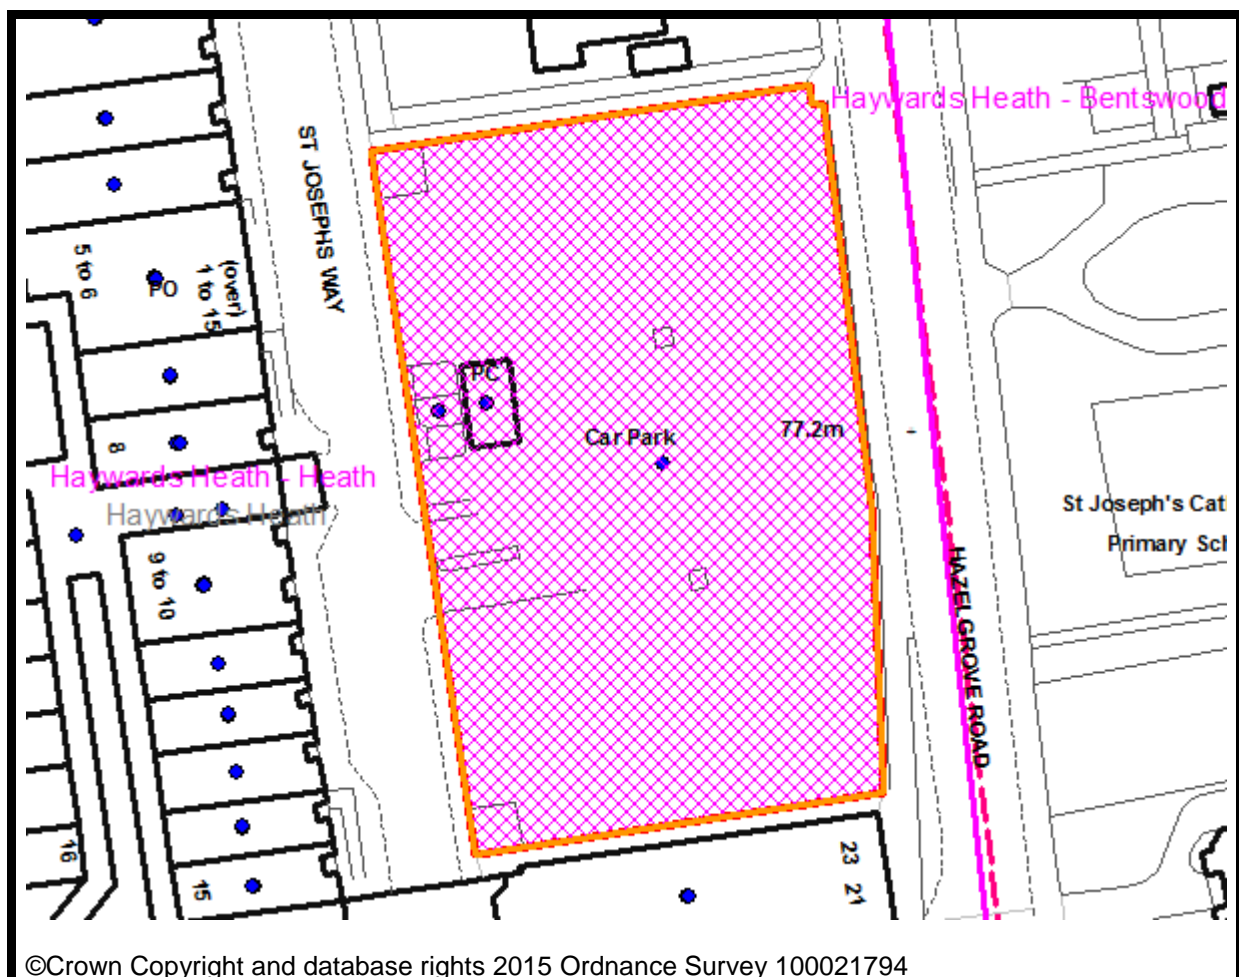 Haywards Heath - Bentswood
ST JOSEPHS WAY
5 to 6
PO
(over)
1 to 15
PC
Car Park
77.2m
8
Haywards Heath - Heath
Haywards Heath
St Joseph's Cat
Primary Sch
9 to 10
HAZELGROVE ROAD
16
15
23
21
©Crown Copyright and database rights 2015 Ordnance Survey 100021794